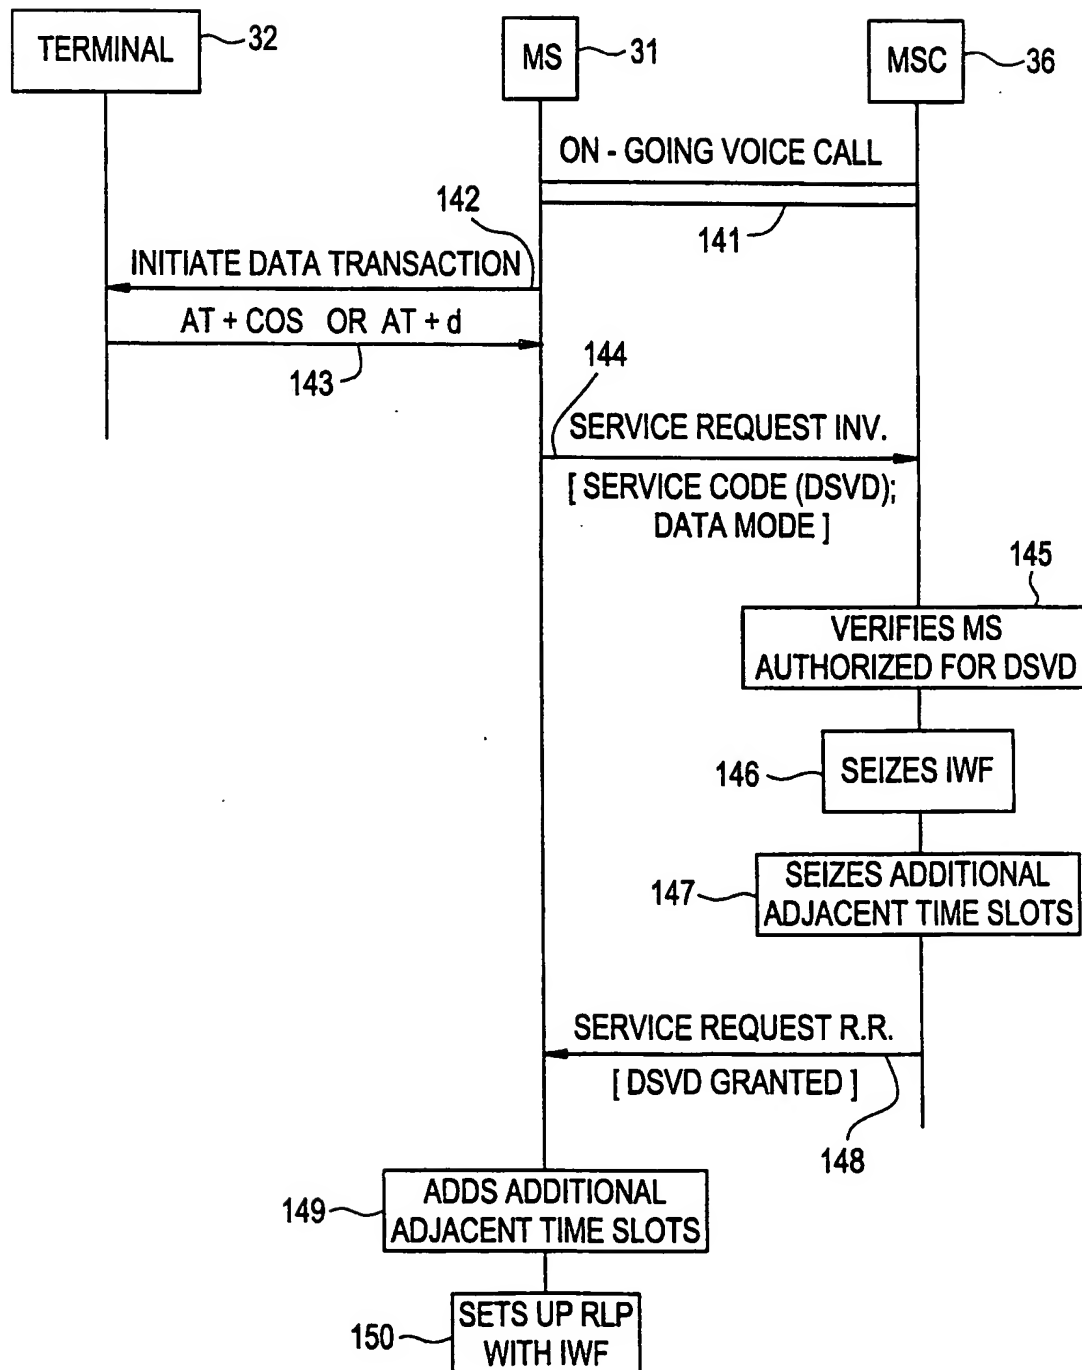 TERMINAL
32
MS
31
MSC
36
ON - GOING VOICE CALL
141
142
INITIATE DATA TRANSACTION
AT + COS OR AT + d
143
144
SERVICE REQUEST INV.
[ SERVICE CODE (DSVD);
DATA MODE ]
145
VERIFIES MS
AUTHORIZED FOR DSVD
146
SEIZES IWF
147
SEIZES ADDITIONAL
ADJACENT TIME SLOTS
SERVICE REQUEST R.R.
[ DSVD GRANTED ]
148
149
ADDS ADDITIONAL
ADJACENT TIME SLOTS
150
SETS UP RLP
WITH IWF